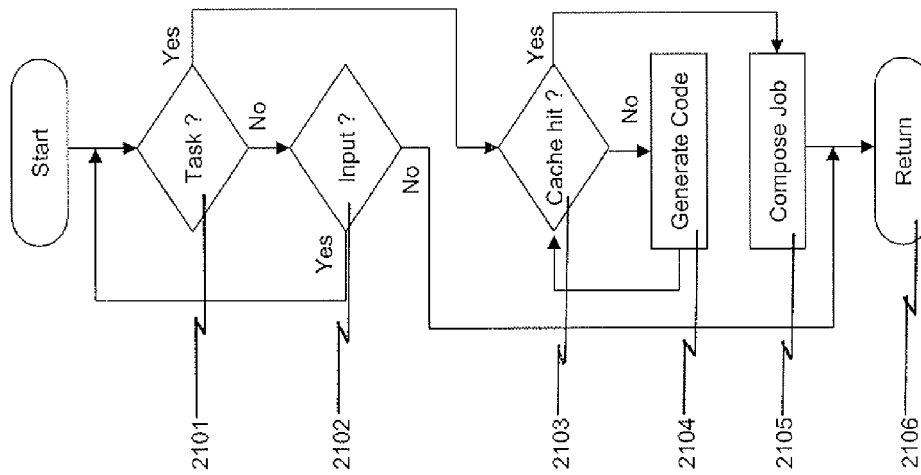 Start
Task ?
Yes
No
Input ?
Yes
No
Cache hit ?
Yes
No
Generate Code
Compose Job
Return
2101
2102
2103
2104
2105
2106